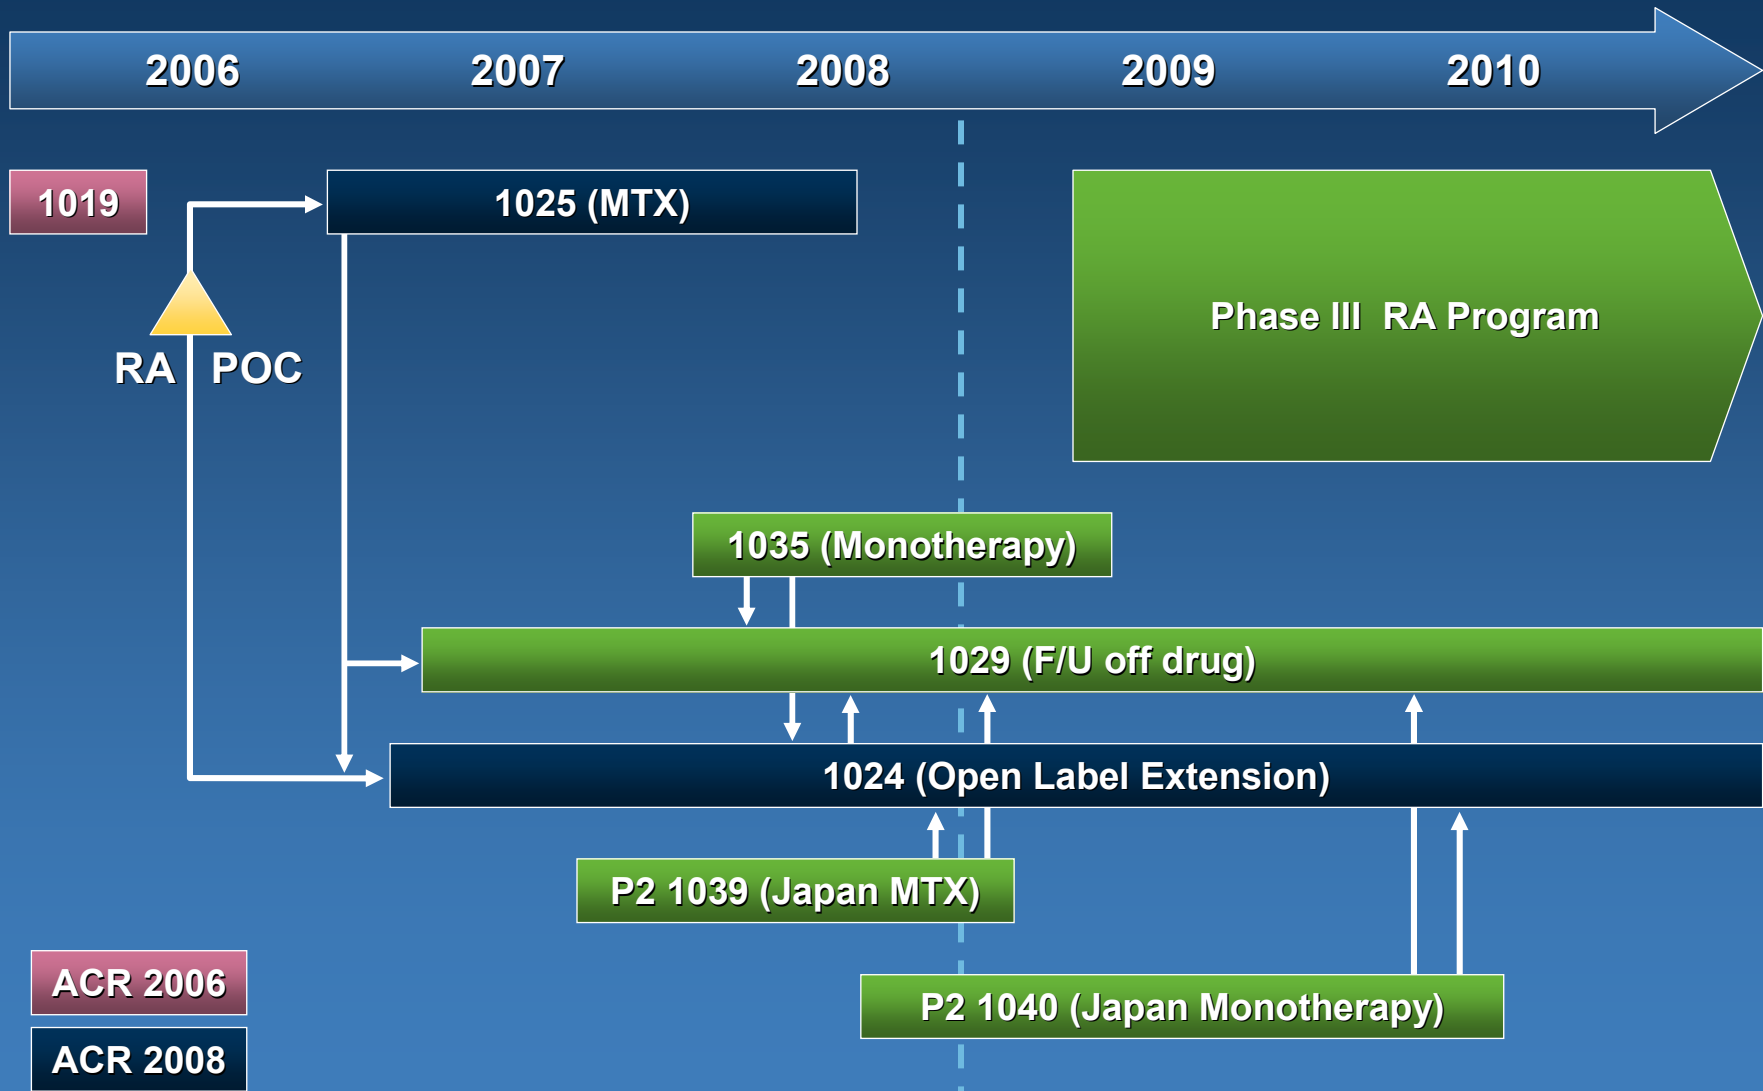 2006 2007 2008 2009 2010
1019
1025 (MTX)
Phase III RA Program
RA POC
1035 (Monotherapy)
1029 (F/U off drug)
1024 (Open Label Extension)
P2 1039 (Japan MTX)
P2 1040 (Japan Monotherapy)
ACR 2006
ACR 2008